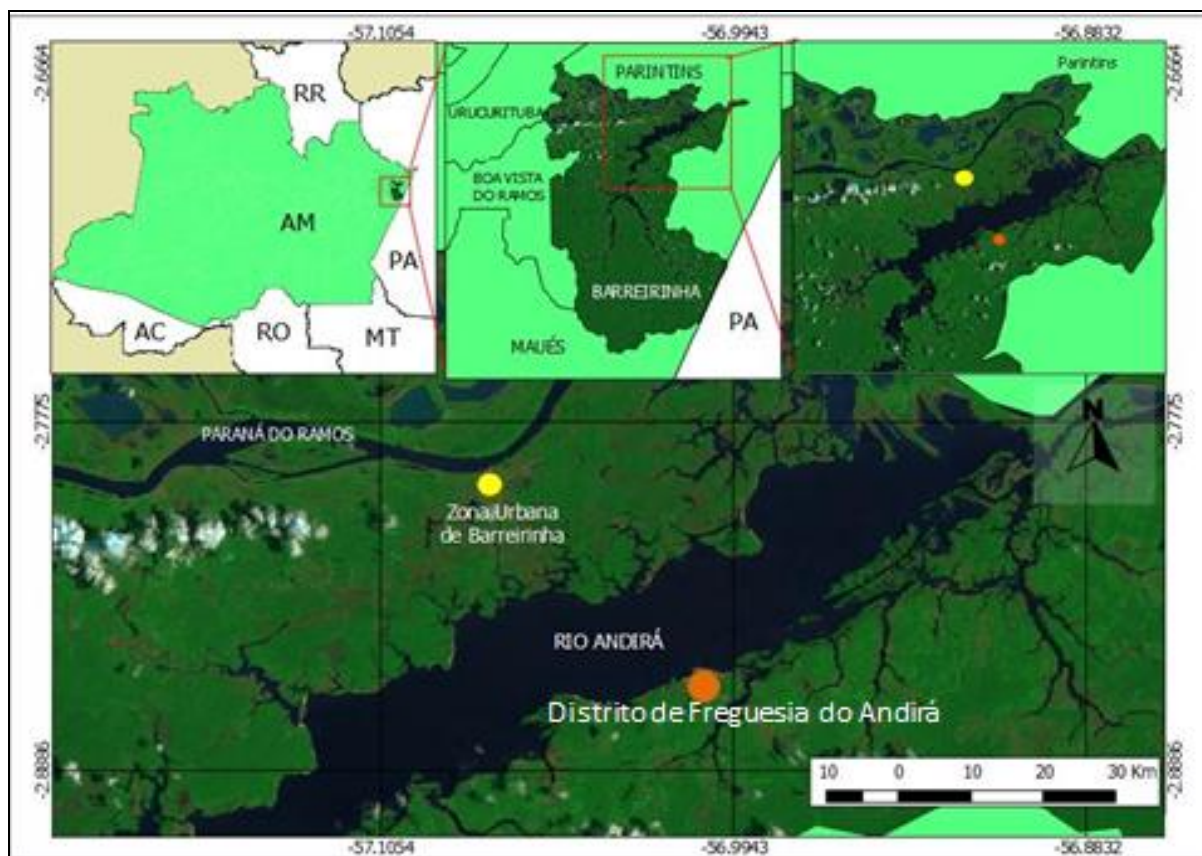 -57.1054
-56.9943
-56.8832
-2.6664
-2.6664
RR
AM
PA
AC
RO
MT
PARINTINS
URUCURITUBA
BOA VISTA
DO RAMOS
BARREIRINHA
MAUÉS
PA
Parintins
-2.7775
-2.7775
PARANÁ DO RAMOS
N
Zona Urbana
de Barreirinha
RIO ANDIRÁ
Distrito de Freguesia do Andirá
-2.8886
-2.8886
10 0 10 20 30 Km
-57.1054
-56.9943
-56.8832